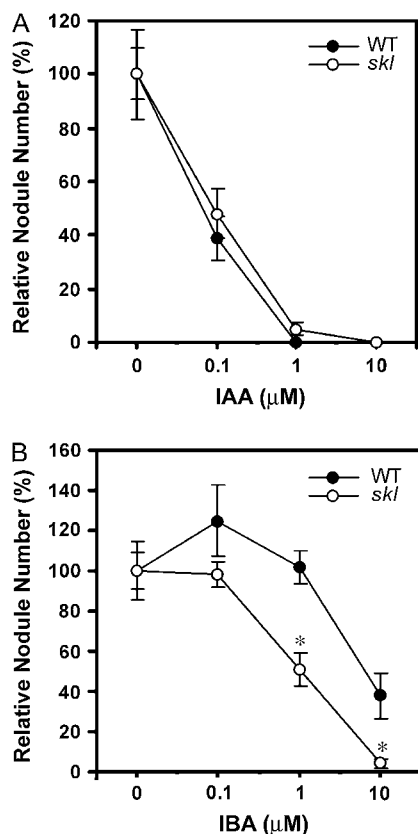 A
Relative Nodule Number (%)
120
100
80
60
40
20
0
WT
skl
0
0.1
1
10
IAA (μM)
B
Relative Nodule Number (%)
160
140
120
100
80
60
40
20
0
WT
skl
*
*
0
0.1
1
10
IBA (μM)